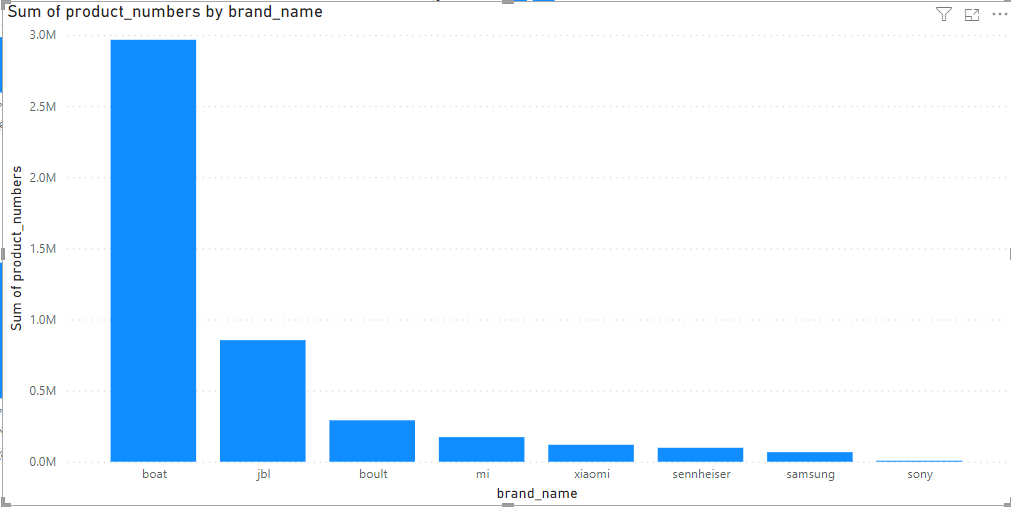 Sum of product_numbers by brand_name
Sum of product_numbers
3.0M
2.5M
2.0M
1.5M
1.0M
0.5M
0.0M
boat jbl boult mi xiaomi sennheiser samsung sony
brand_name